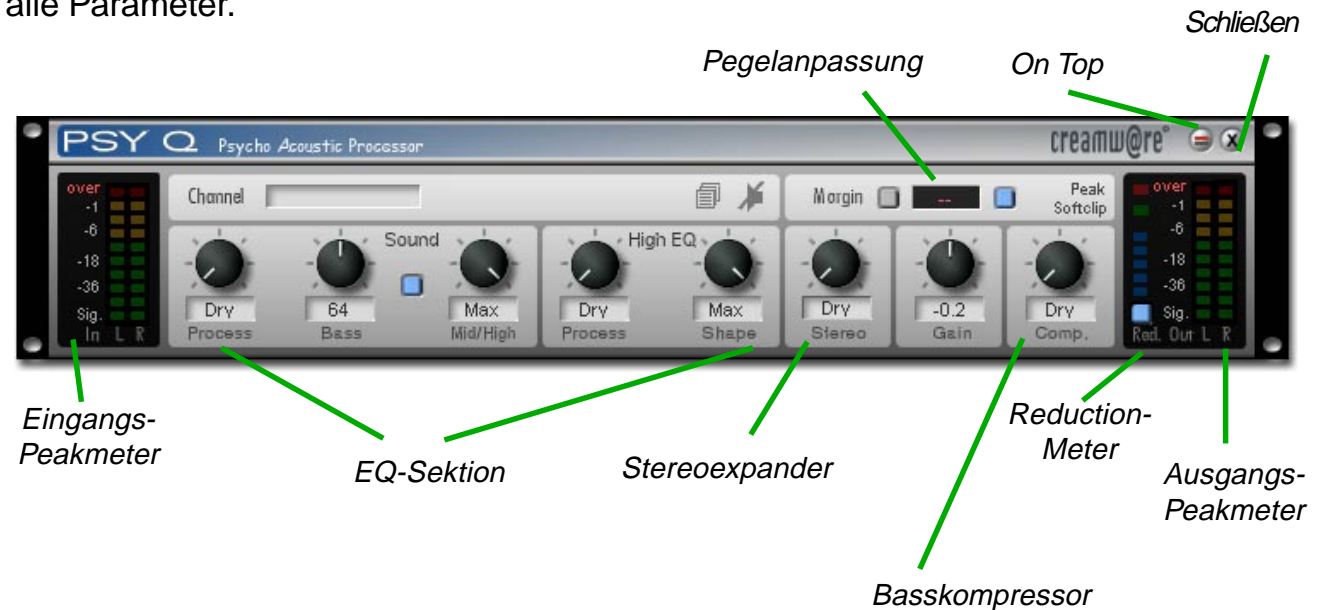 alle Parameter.
Schließen
Pegelanpassung
On Top
PSY Q Psycho Acoustic Processor
creamw@re®
over
-1
-6
-18
-36
Sig.
In L R
Channel
Margin
--
Peak
Softclip
Sound
High EQ
Dry
64
Max
Dry
Max
Dry
-0.2
Dry
Process
Bass
Mid/High
Process
Shape
Stereo
Gain
Comp.
over
-1
-6
-18
-36
Sig.
Red. Out L R
Eingangs-
Peakmeter
EQ-Sektion
Stereoexpander
Reduction-
Meter
Ausgangs-
Peakmeter
Basskompressor